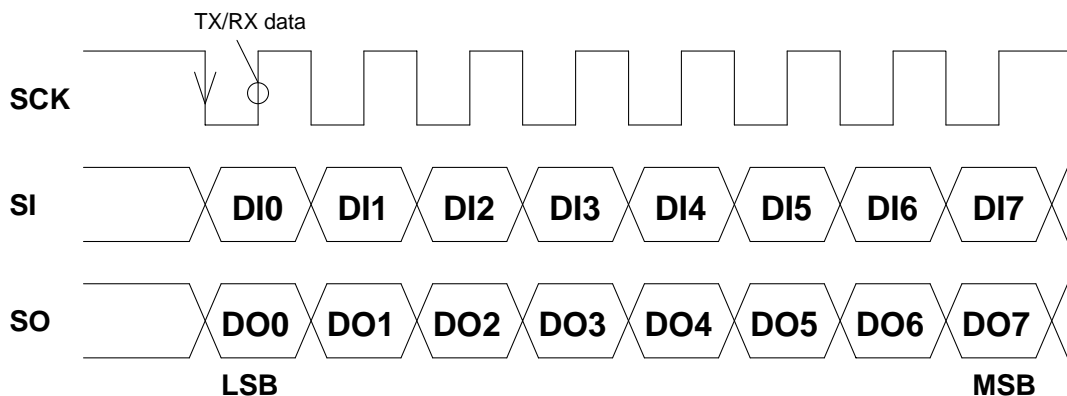 TX/RX data
SCK
SI DI0 DI1 DI2 DI3 DI4 DI5 DI6 DI7
SO DO0 DO1 DO2 DO3 DO4 DO5 DO6 DO7
LSB MSB